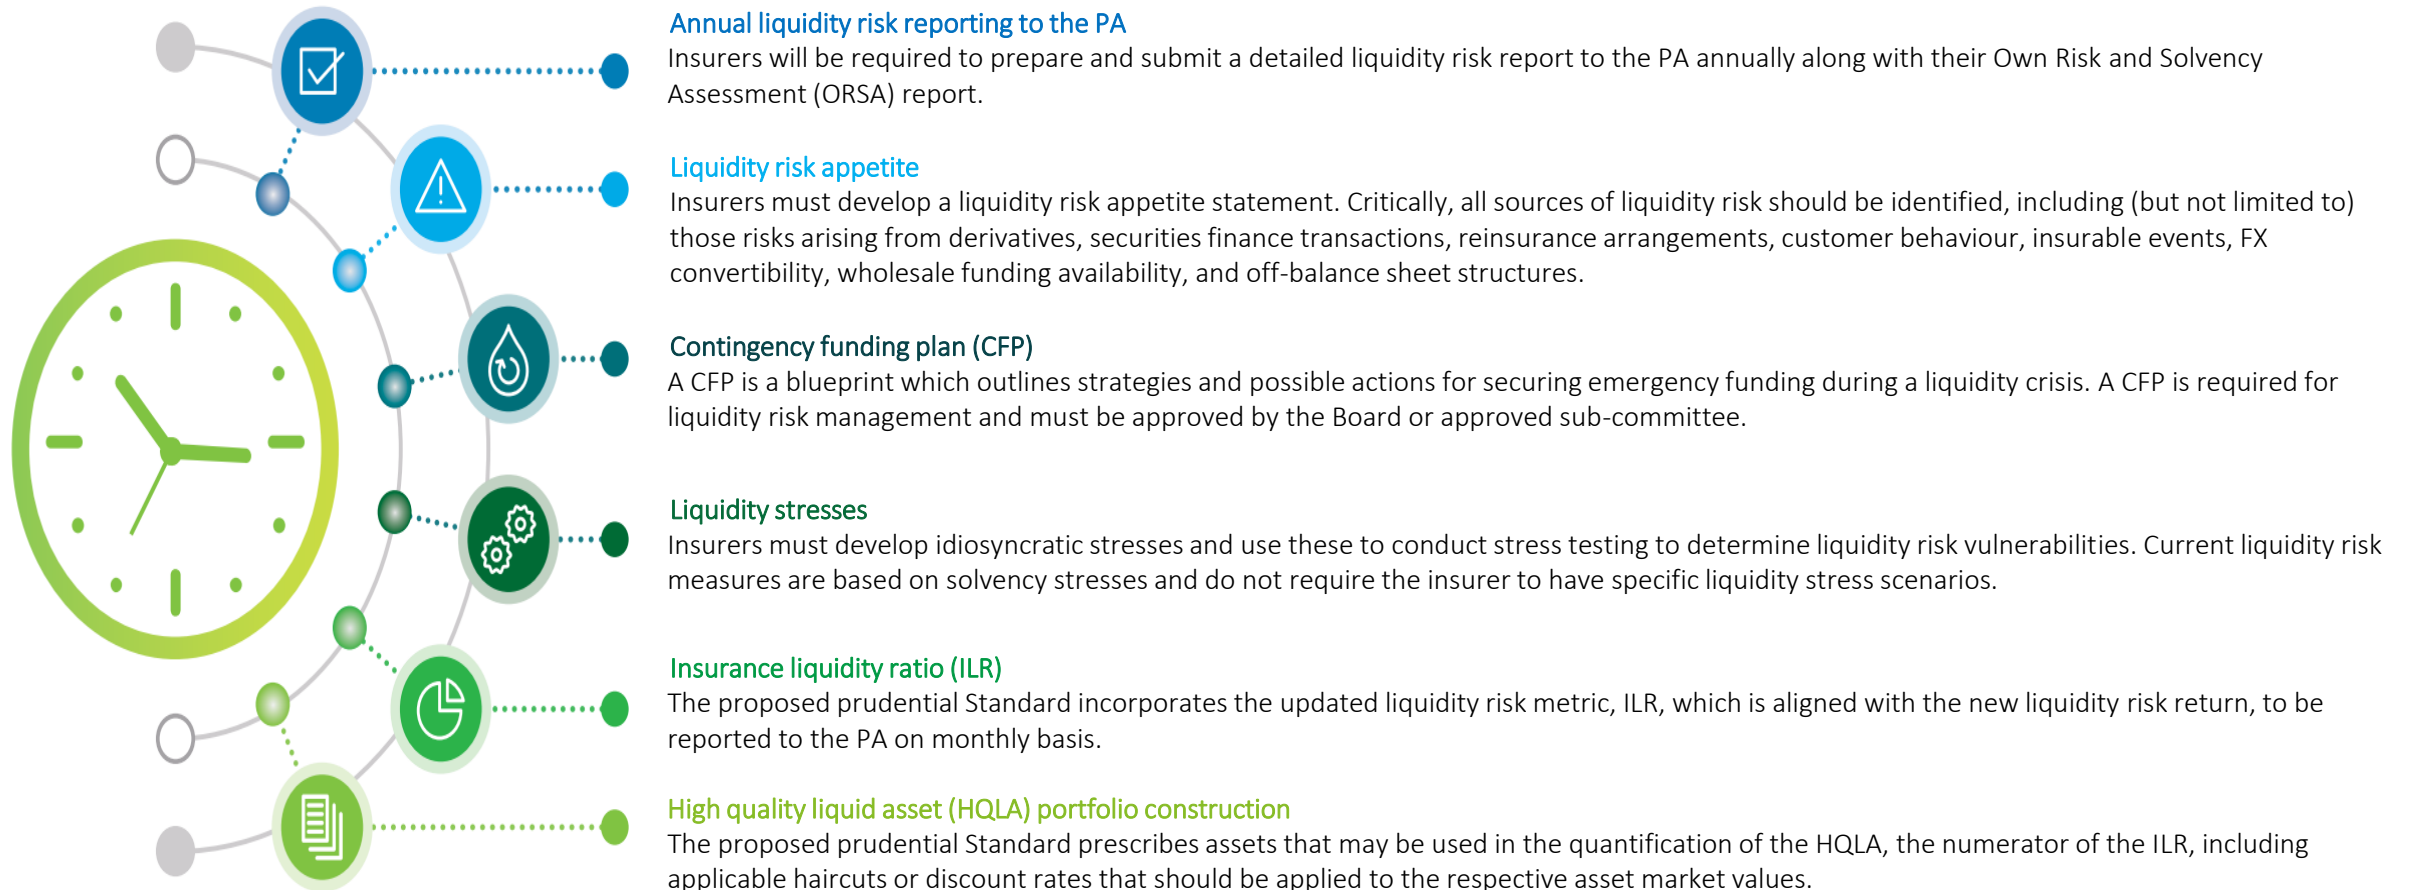 Annual liquidity risk reporting to the PA
Insurers will be required to prepare and submit a detailed liquidity risk report to the PA annually along with their Own Risk and Solvency
Assessment (ORSA) report.
Liquidity risk appetite
Insurers must develop a liquidity risk appetite statement. Critically, all sources of liquidity risk should be identified, including (but not limited to)
those risks arising from derivatives, securities finance transactions, reinsurance arrangements, customer behaviour, insurable events, FX
convertibility, wholesale funding availability, and off-balance sheet structures.
Contingency funding plan (CFP)
A CFP is a blueprint which outlines strategies and possible actions for securing emergency funding during a liquidity crisis. A CFP is required for
liquidity risk management and must be approved by the Board or approved sub-committee.
Liquidity stresses
Insurers must develop idiosyncratic stresses and use these to conduct stress testing to determine liquidity risk vulnerabilities. Current liquidity risk
measures are based on solvency stresses and do not require the insurer to have specific liquidity stress scenarios.
Insurance liquidity ratio (ILR)
The proposed prudential Standard incorporates the updated liquidity risk metric, ILR, which is aligned with the new liquidity risk return, to be
reported to the PA on monthly basis.
High quality liquid asset (HQLA) portfolio construction
The proposed prudential Standard prescribes assets that may be used in the quantification of the HQLA, the numerator of the ILR, including
applicable haircuts or discount rates that should be applied to the respective asset market values.